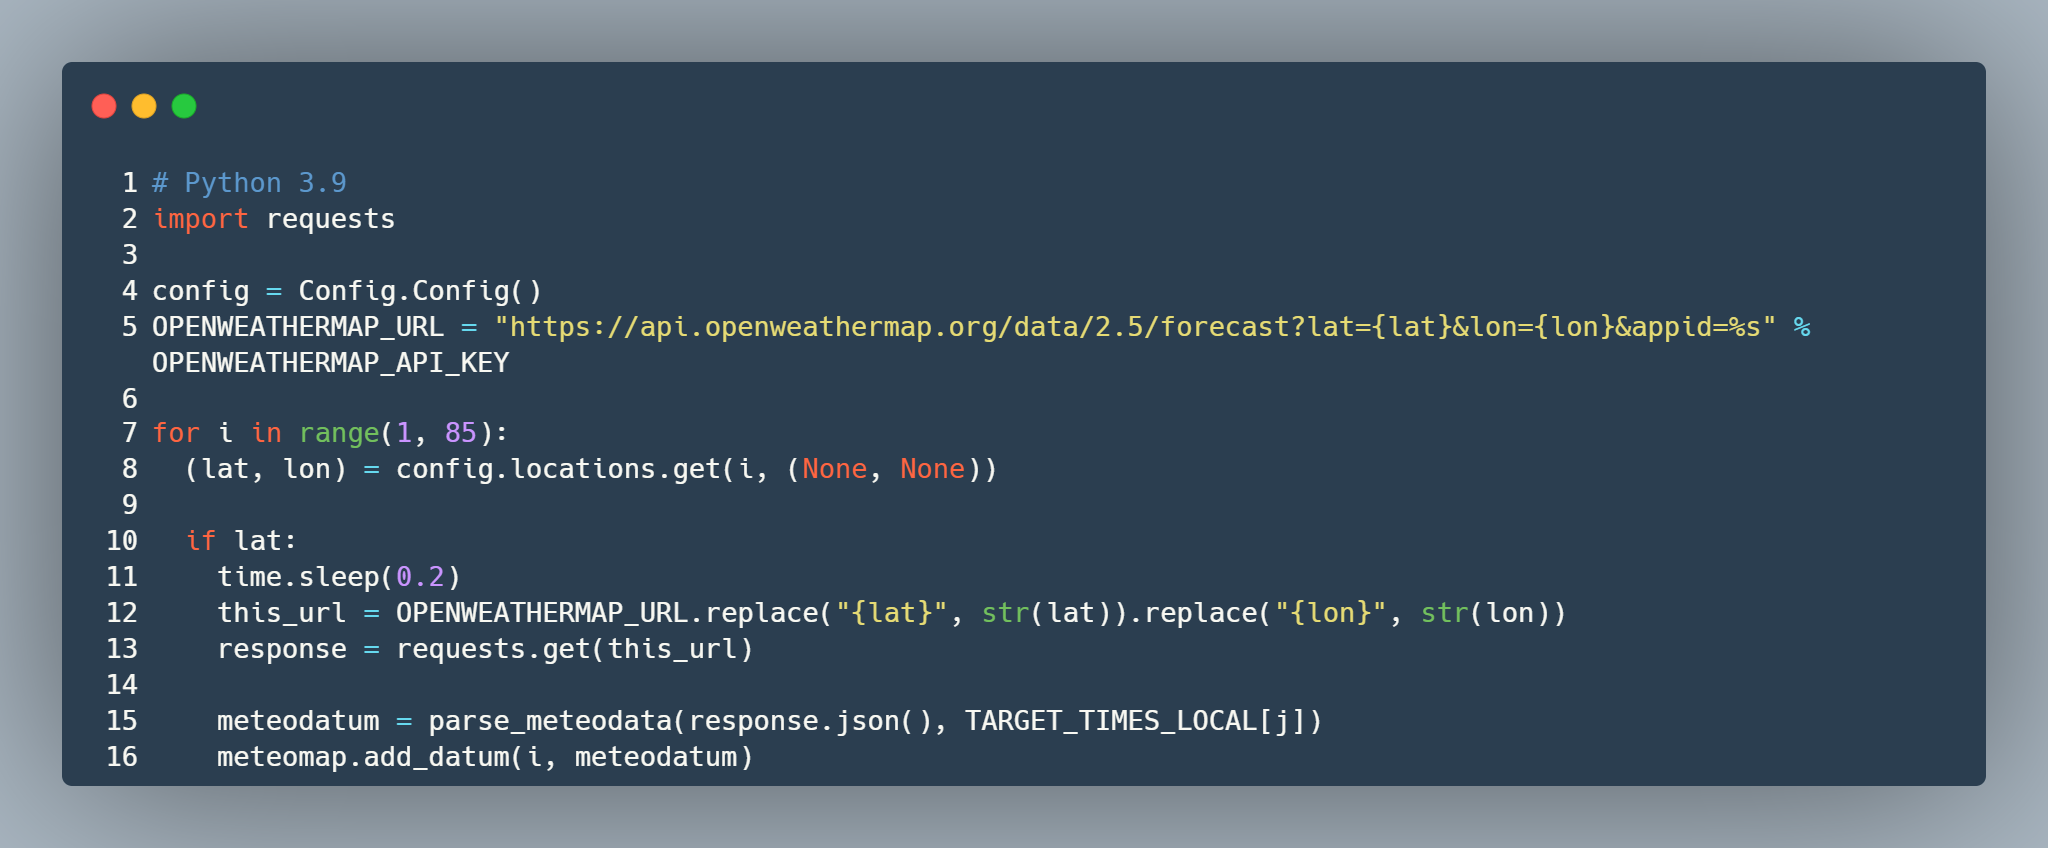 1 # Python 3.9
2 import requests
3
4 config = Config.Config()
5 OPENWEATHERMAP_URL = "https://api.openweathermap.org/data/2.5/forecast?lat={lat}&lon={lon}&appid=%s" %
OPENWEATHERMAP_API_KEY
6
7 for i in range(1, 85):
8   (lat, lon) = config.locations.get(i, (None, None))
9
10   if lat:
11     time.sleep(0.2)
12     this_url = OPENWEATHERMAP_URL.replace("{lat}", str(lat)).replace("{lon}", str(lon))
13     response = requests.get(this_url)
14
15     meteodatum = parse_meteodata(response.json(), TARGET_TIMES_LOCAL[j])
16     meteomap.add_datum(i, meteodatum)